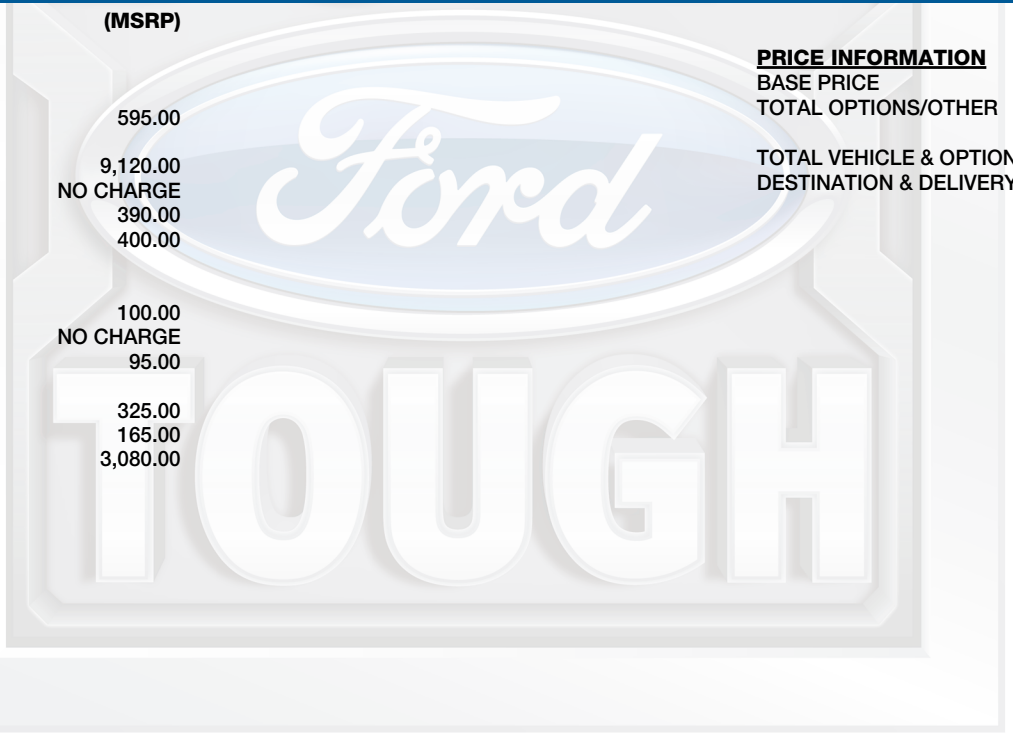 (MSRP)
595.00
9,120.00
NO CHARGE
390.00
400.00
100.00
NO CHARGE
95.00
325.00
165.00
3,080.00
PRICE INFORMATION
BASE PRICE
TOTAL OPTIONS/OTHER
TOTAL VEHICLE & OPTION
DESTINATION & DELIVERY
Ford
TOUGH